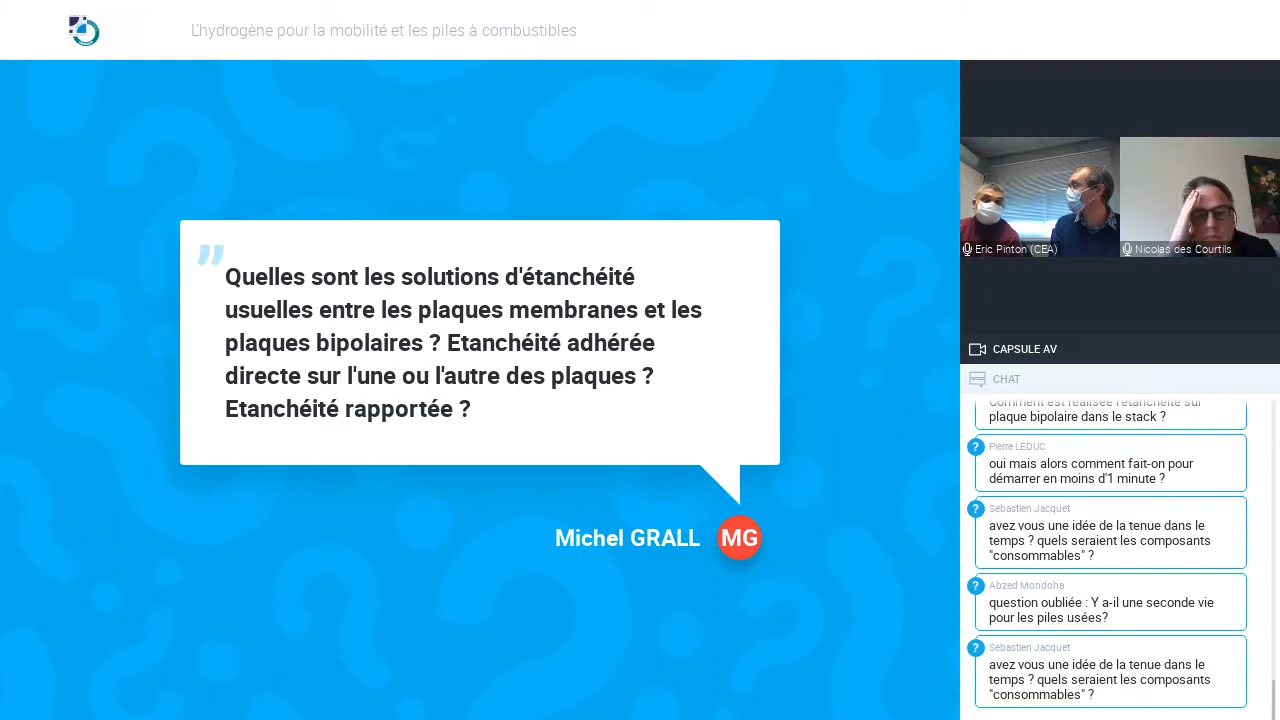 L'hydrogène pour la mobilité et les piles à combustibles
Quelles sont les solutions d'étanchéité
usuelles entre les plaques membranes et les
plaques bipolaires ? Etanchéité adhérée
directe sur l'une ou l'autre des plaques ?
Etanchéité rapportée ?
Michel GRALL
MG
Eric Pinton (CEA)
Nicolas des Courtils
CAPSULE AV
CHAT
Comment est réalisée l'étanchéité sur
plaque bipolaire dans le stack ?
?
Pierre LEDUC
oui mais alors comment fait-on pour
démarrer en moins d'1 minute ?
?
Sebastien Jacquet
avez vous une idée de la tenue dans le
temps ? quels seraient les composants
"consommables" ?
?
Abzed Mondoha
question oubliée : Y a-il une seconde vie
pour les piles usées?
?
Sebastien Jacquet
avez vous une idée de la tenue dans le
temps ? quels seraient les composants
"consommables" ?